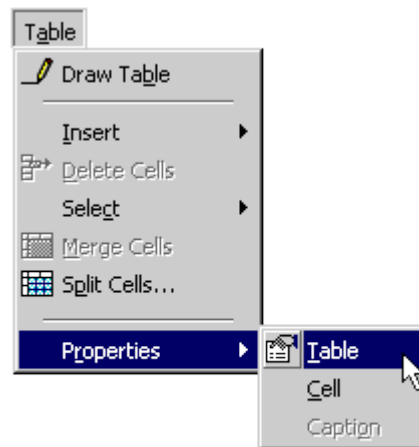 Table
Draw Table
Insert
Delete Cells
Select
Merge Cells
Split Cells...
Properties
Table
Cell
Caption